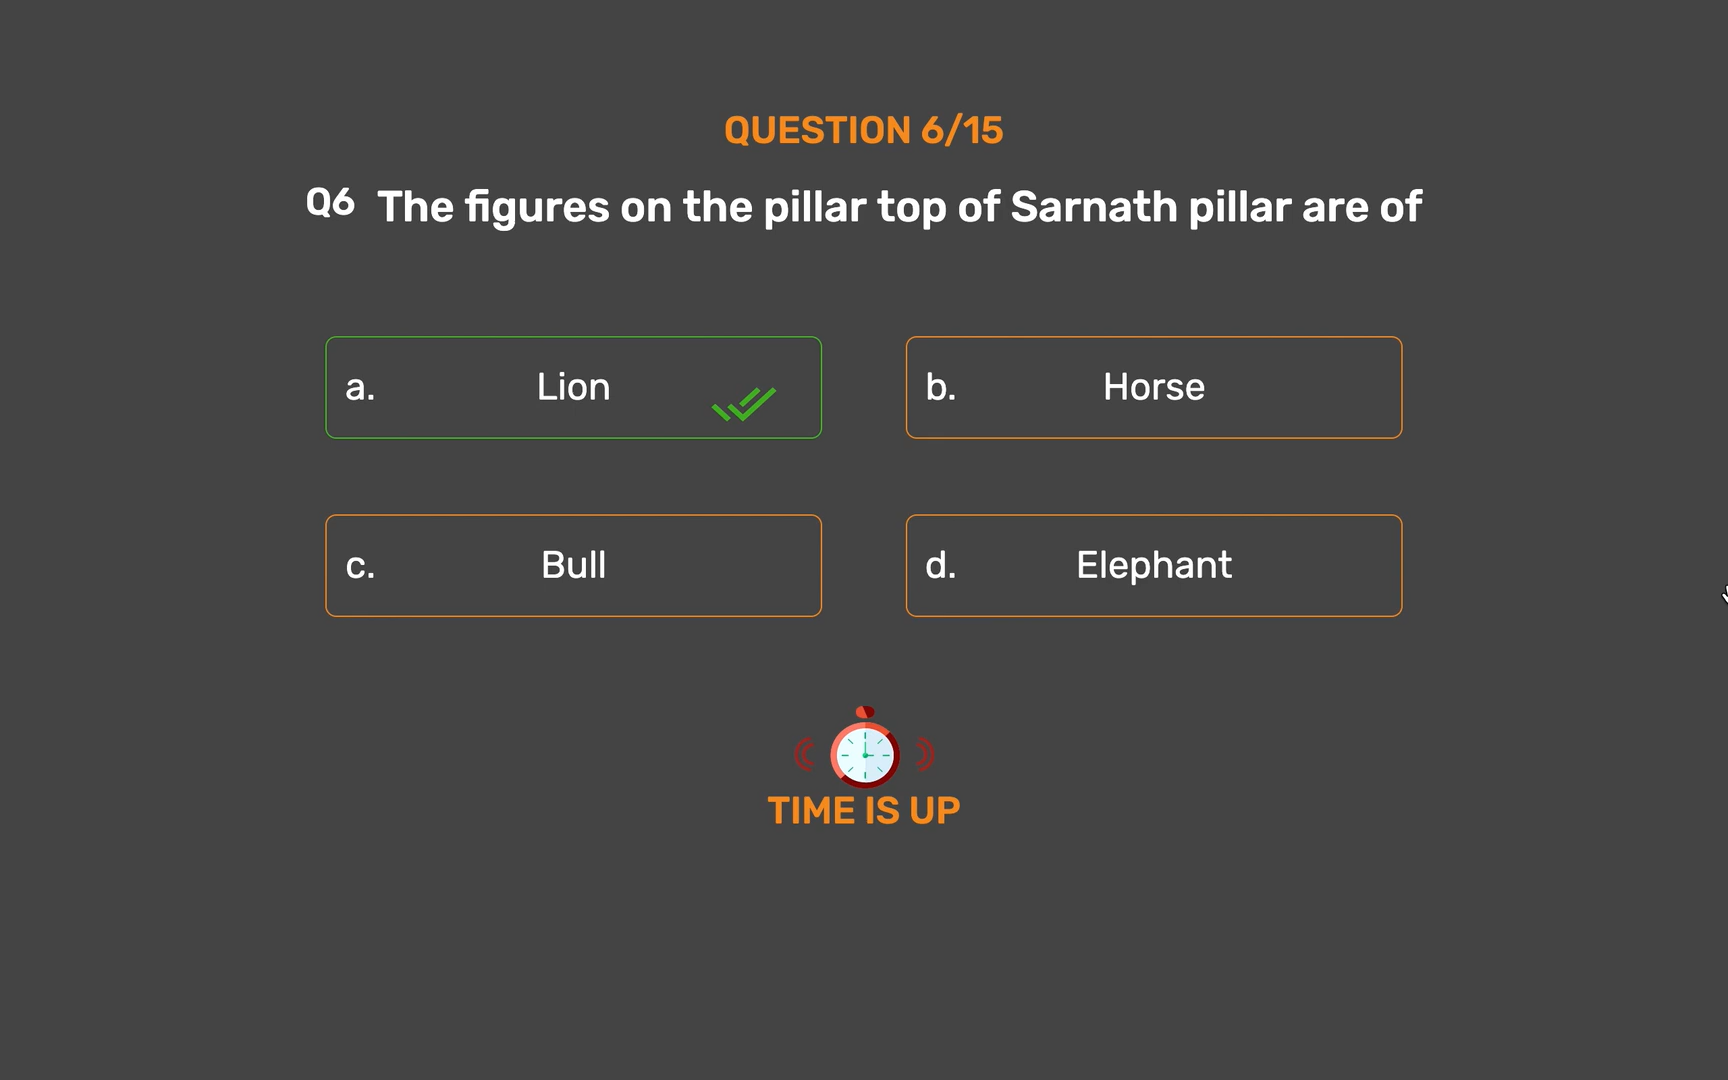 QUESTION 6/15
Q6 The figures on the pillar top of Sarnath pillar are of
a. Lion
b. Horse
c. Bull
d. Elephant
TIME IS UP